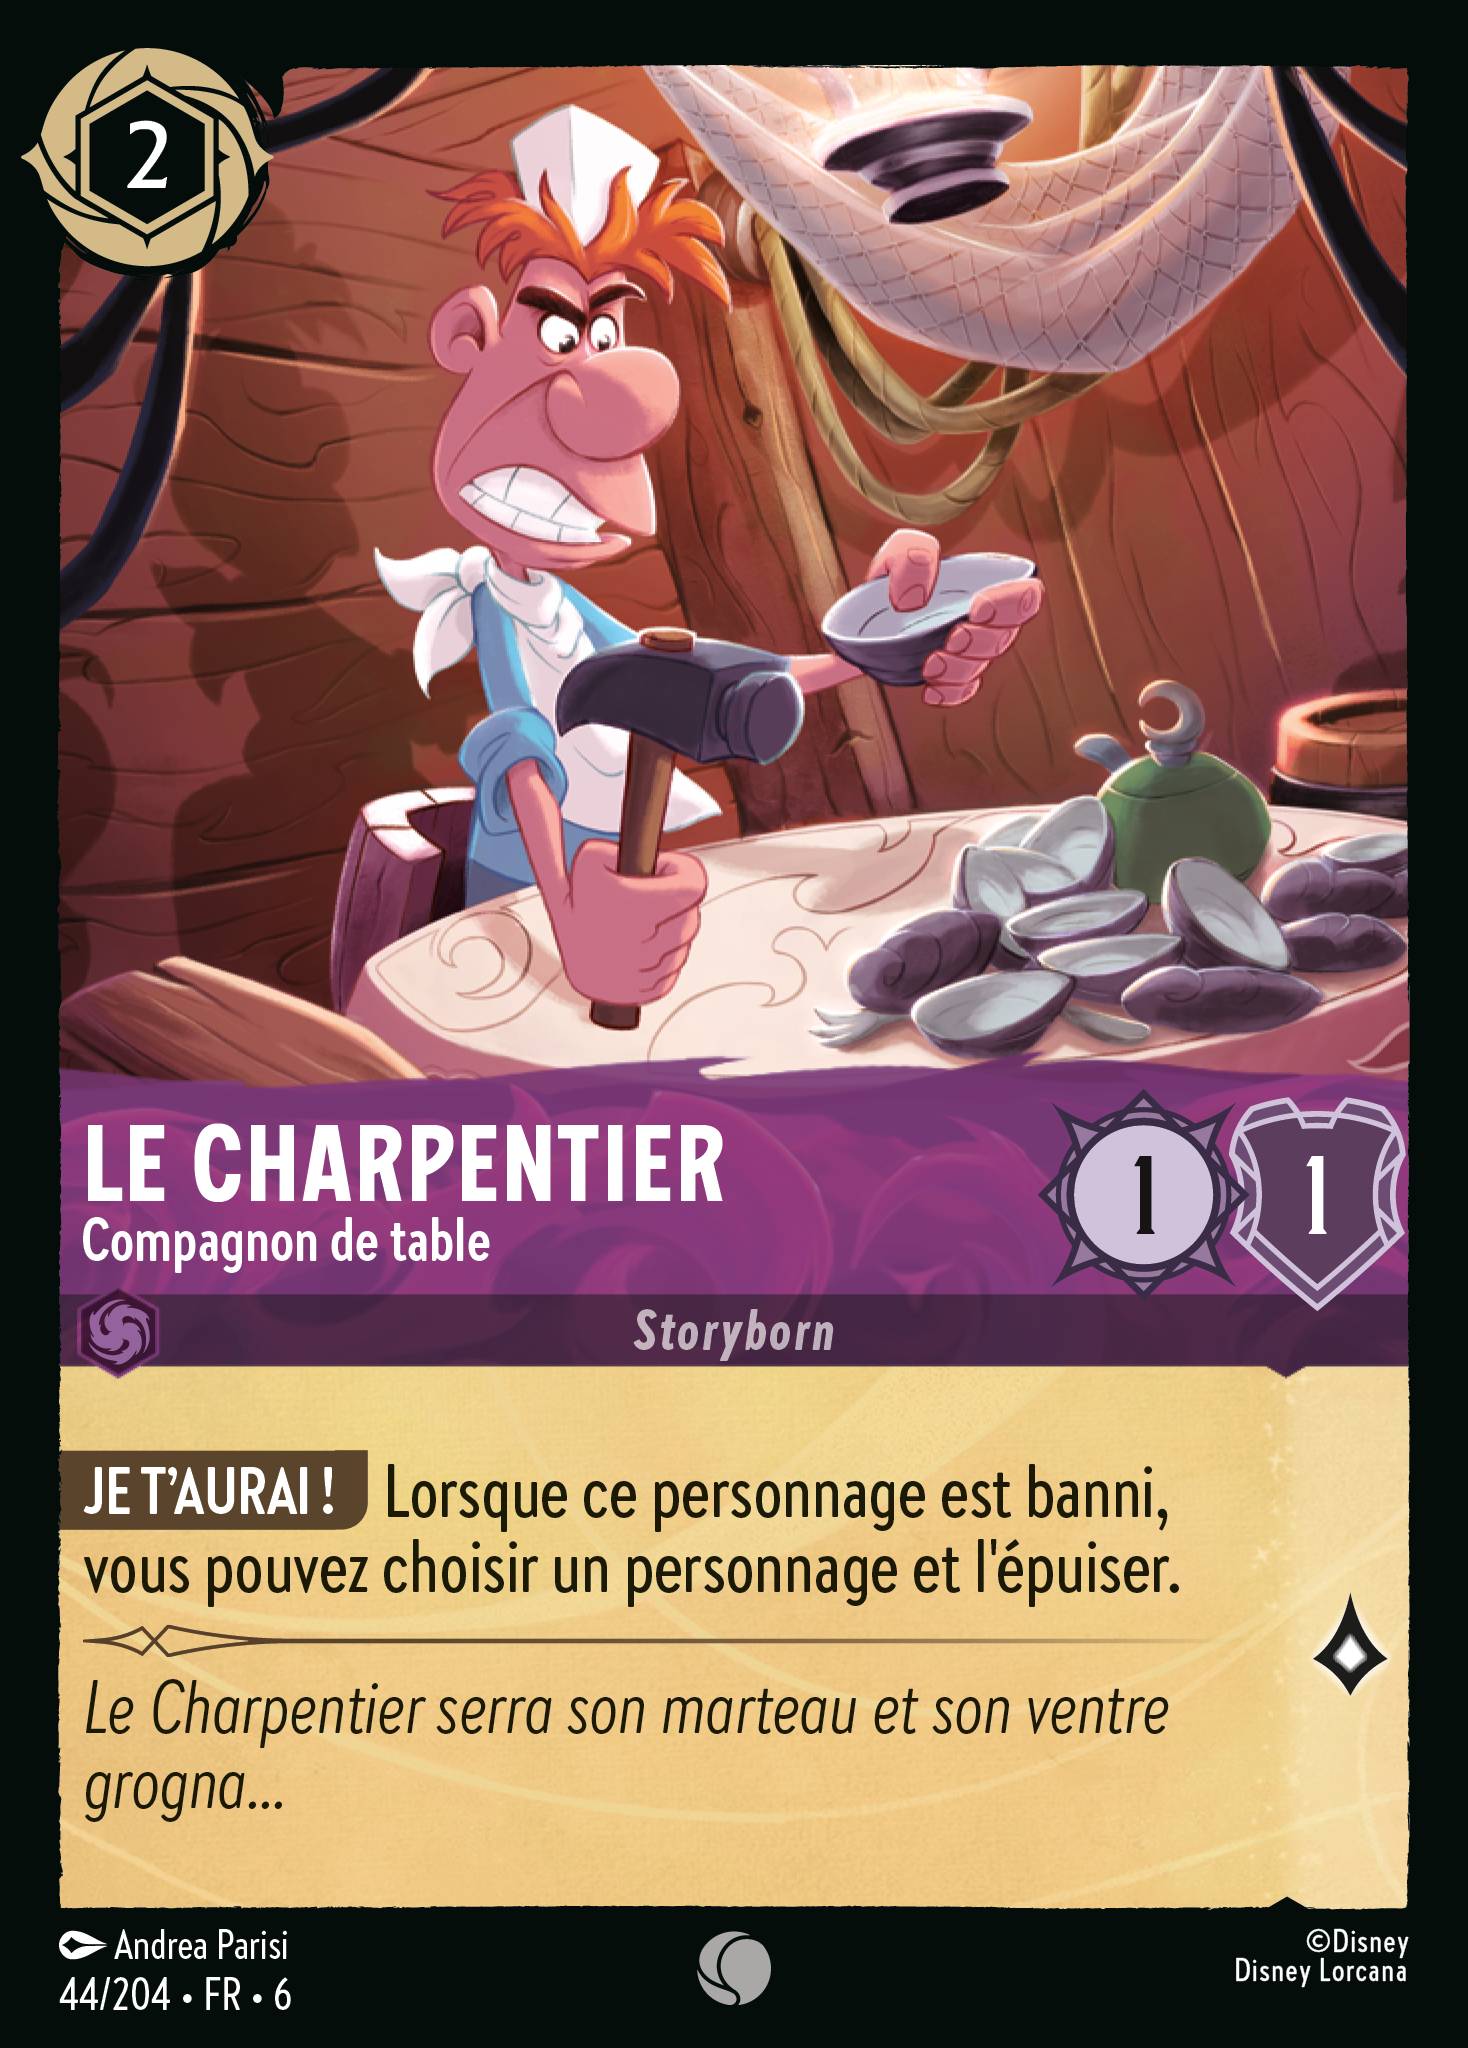 2
LE CHARPENTIER
Compagnon de table
1 1
Storyborn
JE T’AURAI ! Lorsque ce personnage est banni,
vous pouvez choisir un personnage et l'épuiser.
Le Charpentier serra son marteau et son ventre
grogna...
Andrea Parisi
44/204 • FR • 6
©Disney
Disney Lorcana